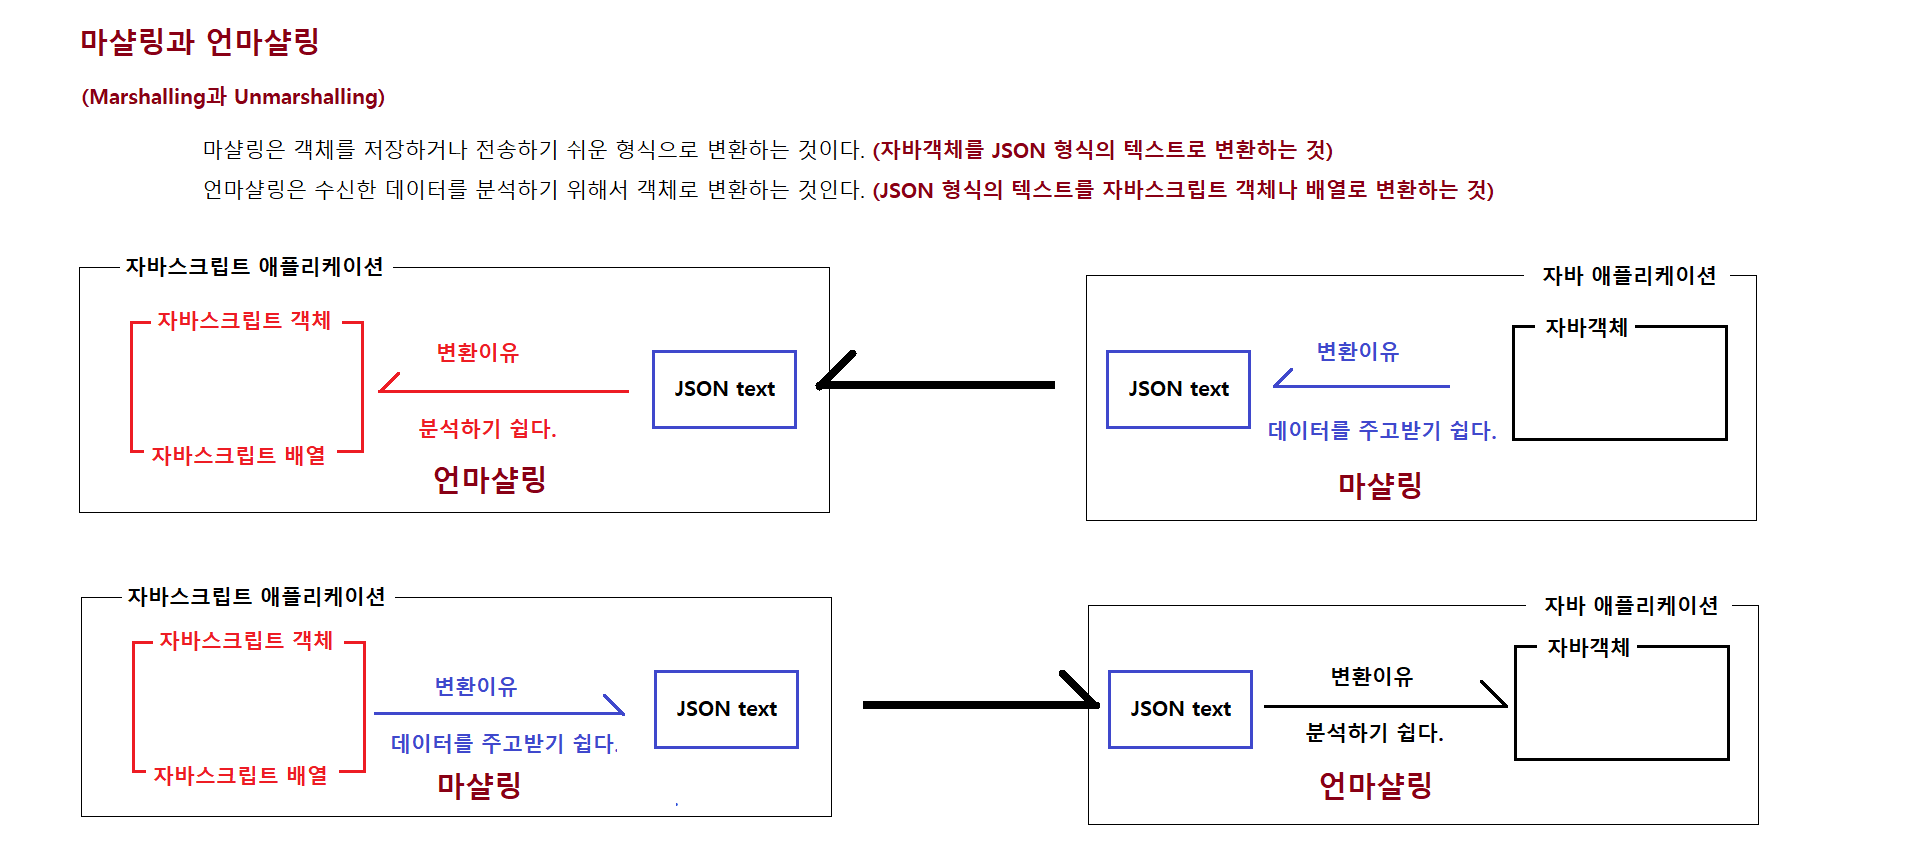 마샬링과 언마샬링
(Marshalling과 Unmarshalling)
마샬링은 객체를 저장하거나 전송하기 쉬운 형식으로 변환하는 것이다. (자바객체를 JSON 형식의 텍스트로 변환하는 것)
언마샬링은 수신한 데이터를 분석하기 위해서 객체로 변환하는 것인다. (JSON 형식의 텍스트를 자바스크립트 객체나 배열로 변환하는 것)
자바스크립트 애플리케이션
자바스크립트 객체
변환이유
JSON text
분석하기 쉽다.
자바스크립트 배열
언마샬링
자바 애플리케이션
자바객체
변환이유
JSON text
데이터를 주고받기 쉽다.
마샬링
자바스크립트 애플리케이션
자바스크립트 객체
변환이유
JSON text
데이터를 주고받기 쉽다.
자바스크립트 배열
마샬링
자바 애플리케이션
자바객체
변환이유
JSON text
분석하기 쉽다.
언마샬링